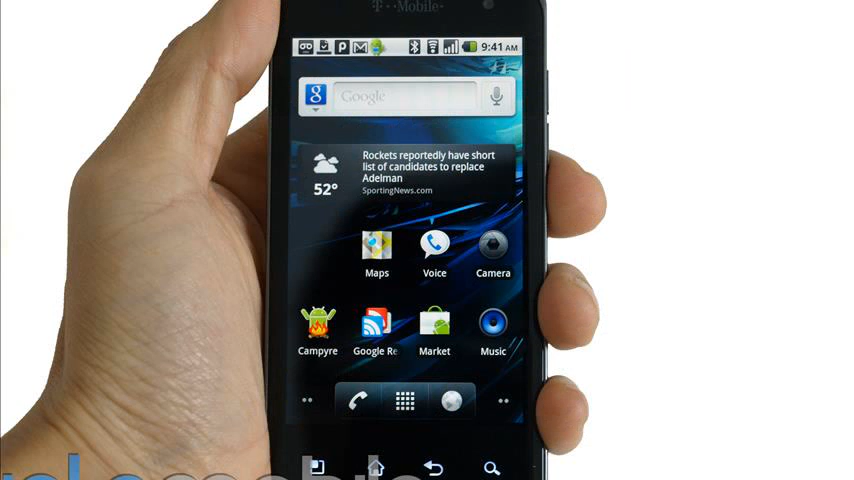 T-Mobile
9:41 AM
g Google
Rockets reportedly have short
list of candidates to replace
Adelman
SportingNews.com
52°
Maps Voice Camera
Campyre Google Re Market Music